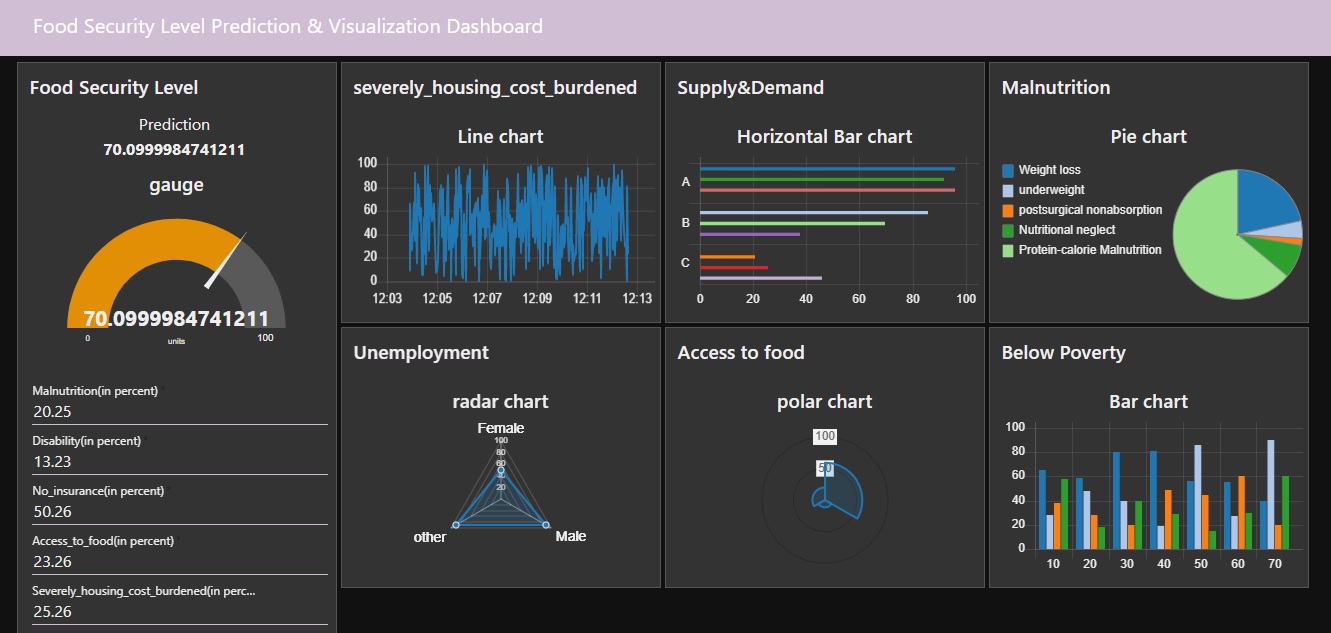 Food Security Level Prediction & Visualization Dashboard
Food Security Level
Prediction
70.0999984741211
gauge
70.0999984741211
0
units
100
Malnutrition(in percent)
20.25
Disability(in percent)
13.23
No_insurance(in percent)
50.26
Access_to_food(in percent)
23.26
Severely_housing_cost_burdened(in perc...
25.26
severely_housing_cost_burdened
Line chart
100
80
60
40
20
0
12:03 12:05 12:07 12:09 12:11 12:13
Supply&Demand
Horizontal Bar chart
A
B
C
0 20 40 60 80 100
Malnutrition
Pie chart
Weight loss
underweight
postsurgical nonabsorption
Nutritional neglect
Protein-calorie Malnutrition
Unemployment
radar chart
Female
100
80
60
40
20
other
Male
Access to food
polar chart
100
50
Below Poverty
Bar chart
100
80
60
40
20
0
10 20 30 40 50 60 70